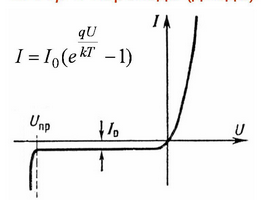 I
I = I₀(e^{qU/kT} − 1)
Uпр
I₀
U